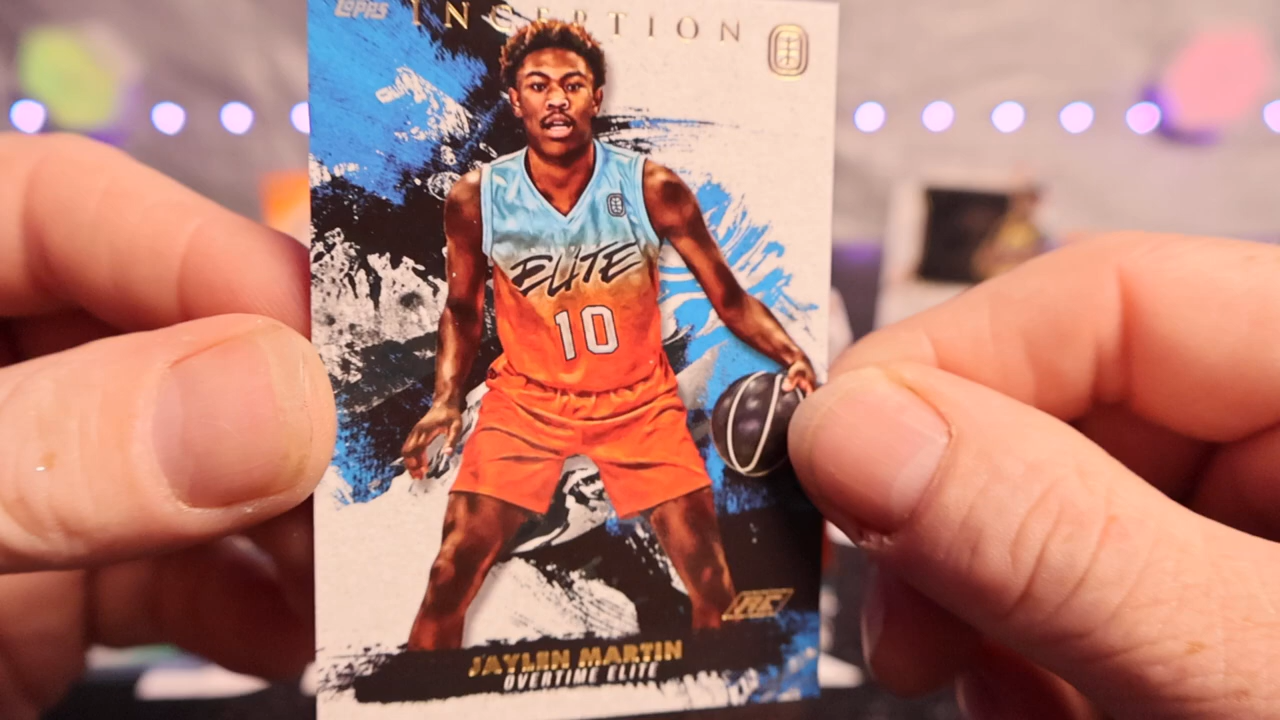 TOPPS INCEPTION
ELITE
10
RC
JAYLEN MARTIN
OVERTIME ELITE